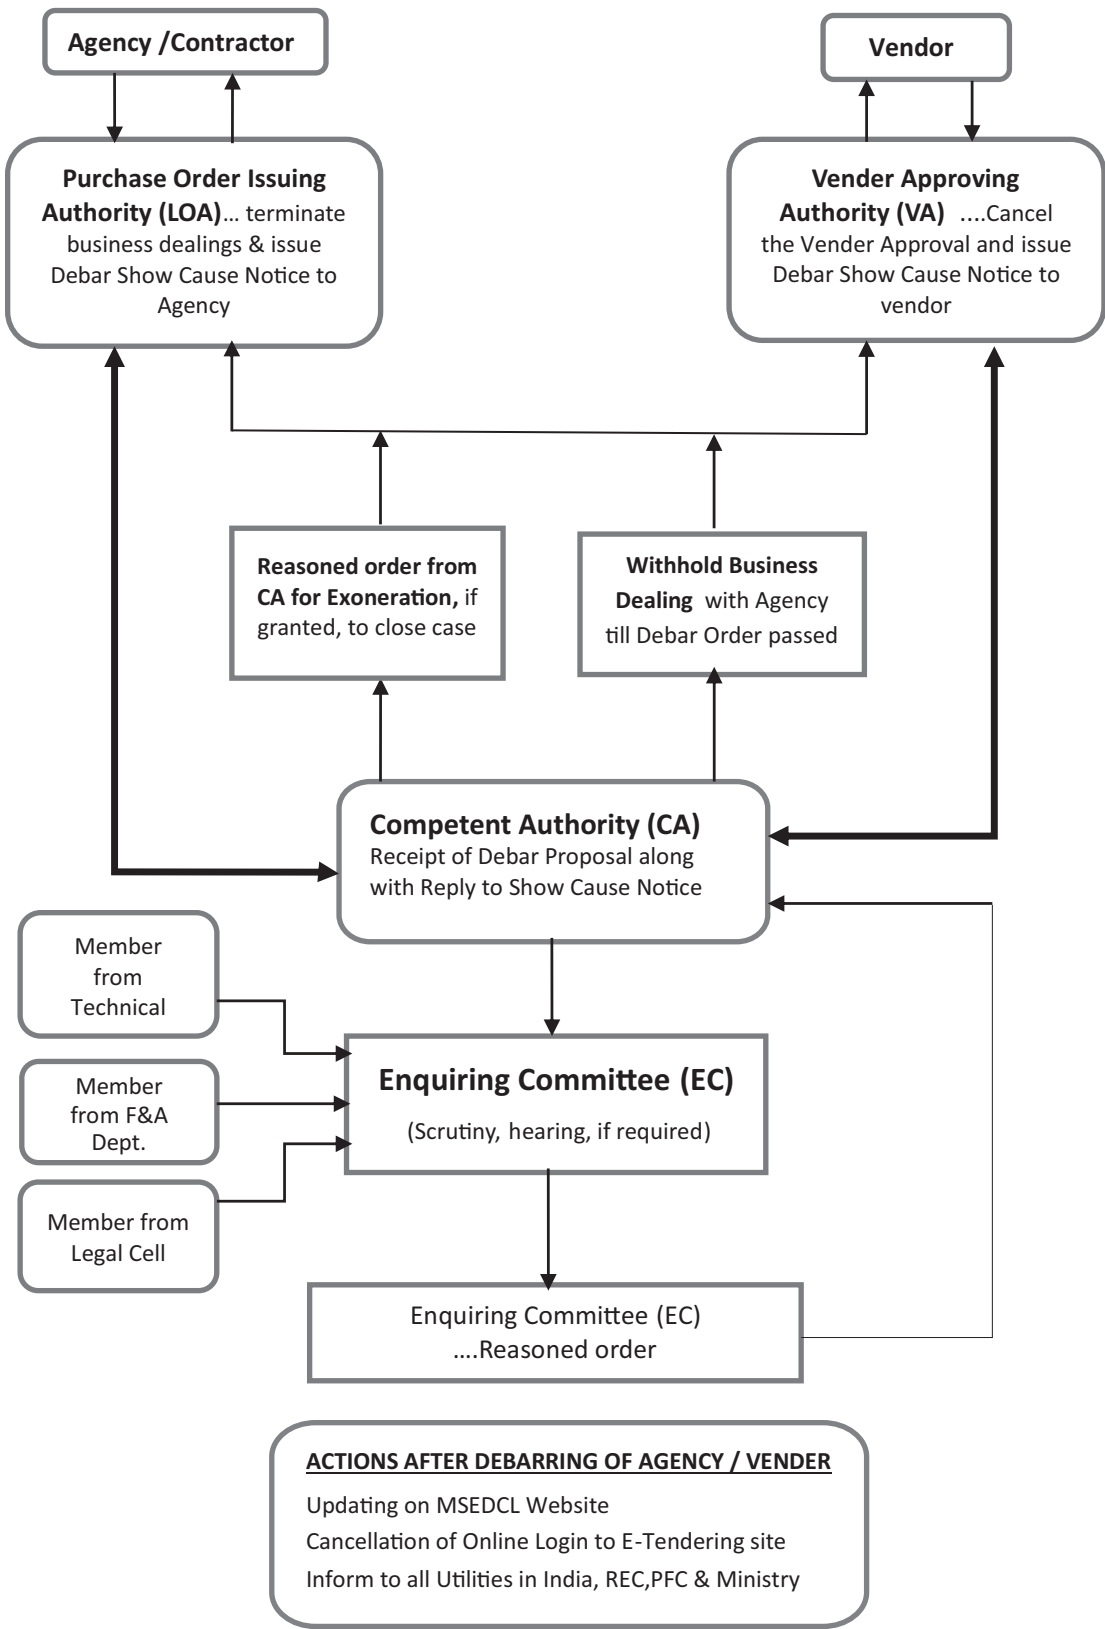 Agency /Contractor
Vendor
Purchase Order Issuing
Authority (LOA)... terminate
business dealings & issue
Debar Show Cause Notice to
Agency
Vender Approving
Authority (VA) ....Cancel
the Vender Approval and issue
Debar Show Cause Notice to
vendor
Reasoned order from
CA for Exoneration, if
granted, to close case
Withhold Business
Dealing with Agency
till Debar Order passed
Competent Authority (CA)
Receipt of Debar Proposal along
with Reply to Show Cause Notice
Member
from
Technical
Member
from F&A
Dept.
Member from
Legal Cell
Enquiring Committee (EC)
(Scrutiny, hearing, if required)
Enquiring Committee (EC)
....Reasoned order
ACTIONS AFTER DEBARRING OF AGENCY / VENDER
Updating on MSEDCL Website
Cancellation of Online Login to E-Tendering site
Inform to all Utilities in India, REC,PFC & Ministry